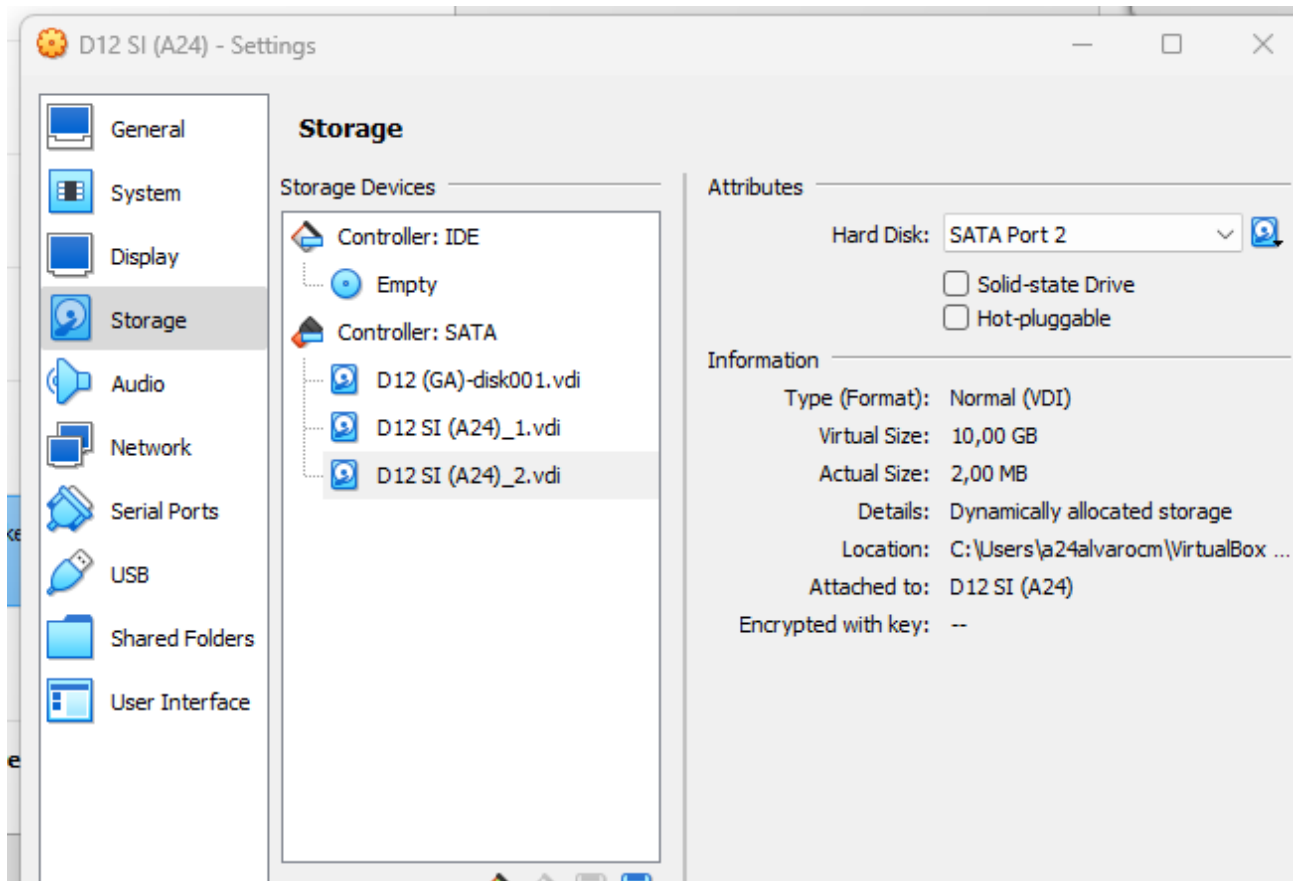 D12 SI (A24) - Settings
General
System
Display
Storage
Audio
Network
Serial Ports
USB
Shared Folders
User Interface
Storage
Storage Devices
Controller: IDE
Empty
Controller: SATA
D12 (GA)-disk001.vdi
D12 SI (A24)_1.vdi
D12 SI (A24)_2.vdi
Attributes
Hard Disk: SATA Port 2
Solid-state Drive
Hot-pluggable
Information
Type (Format): Normal (VDI)
Virtual Size: 10,00 GB
Actual Size: 2,00 MB
Details: Dynamically allocated storage
Location: C:\Users\a24alvarocm\VirtualBox ...
Attached to: D12 SI (A24)
Encrypted with key: --